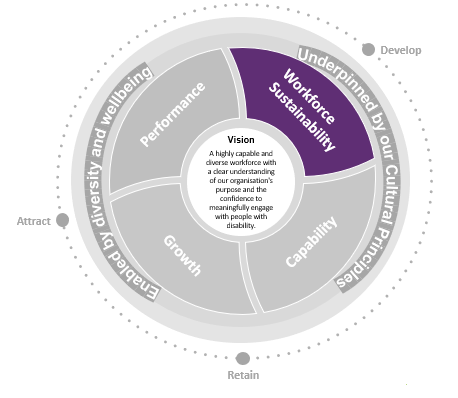 Develop
Underpinned by our Cultural Principles
Enabled by diversity and wellbeing
Performance
Workforce
Sustainability
Vision
A highly capable and
diverse workforce with
a clear understanding
of our organisation's
purpose and the
confidence to
meaningfully engage
with people with
disability.
Attract
Growth
Capability
Retain